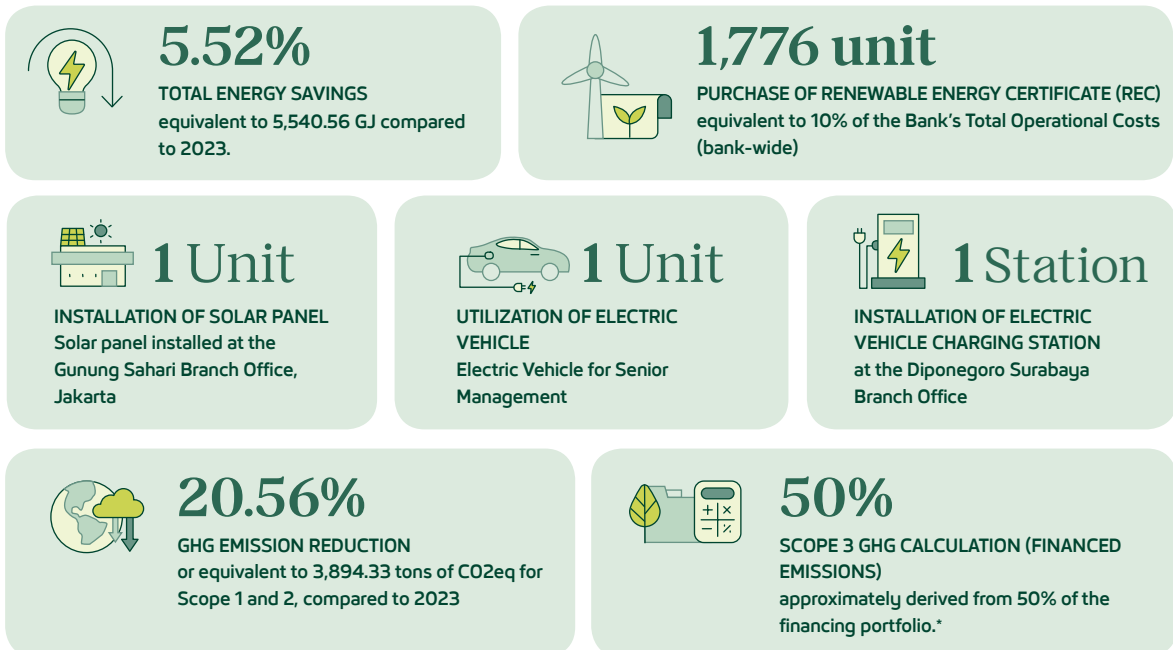 5.52%
TOTAL ENERGY SAVINGS
equivalent to 5,540.56 GJ compared
to 2023.
1,776 unit
PURCHASE OF RENEWABLE ENERGY CERTIFICATE (REC)
equivalent to 10% of the Bank's Total Operational Costs
(bank-wide)
1 Unit
INSTALLATION OF SOLAR PANEL
Solar panel installed at the
Gunung Sahari Branch Office,
Jakarta
1 Unit
UTILIZATION OF ELECTRIC
VEHICLE
Electric Vehicle for Senior
Management
1 Station
INSTALLATION OF ELECTRIC
VEHICLE CHARGING STATION
at the Diponegoro Surabaya
Branch Office
20.56%
GHG EMISSION REDUCTION
or equivalent to 3,894.33 tons of CO2eq for
Scope 1 and 2, compared to 2023
50%
SCOPE 3 GHG CALCULATION (FINANCED
EMISSIONS)
approximately derived from 50% of the
financing portfolio.*